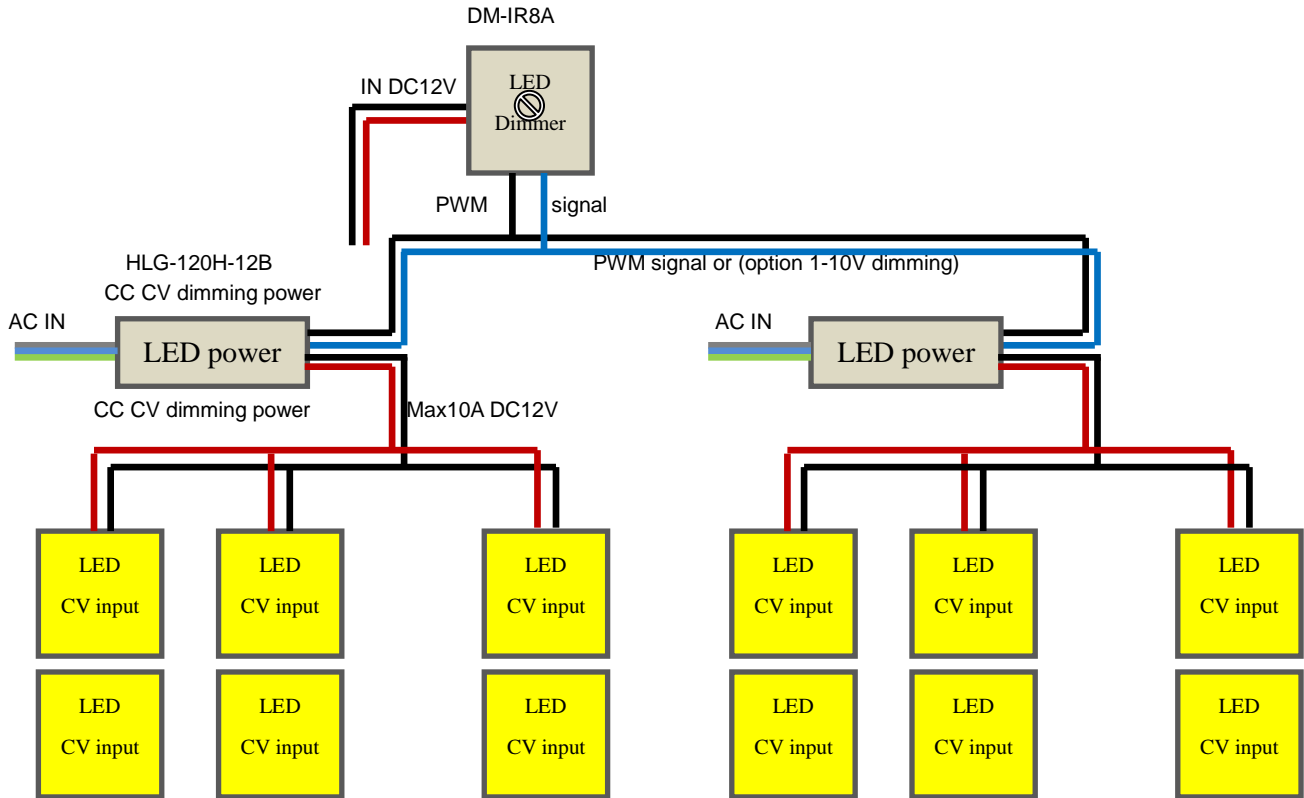 DM-IR8A
IN DC12V
LED
Dimmer
PWM
signal
HLG-120H-12B
CC CV dimming power
PWM signal or (option 1-10V dimming)
AC IN
LED power
AC IN
LED power
CC CV dimming power
Max10A DC12V
LED
CV input
LED
CV input
LED
CV input
LED
CV input
LED
CV input
LED
CV input
LED
CV input
LED
CV input
LED
CV input
LED
CV input
LED
CV input
LED
CV input